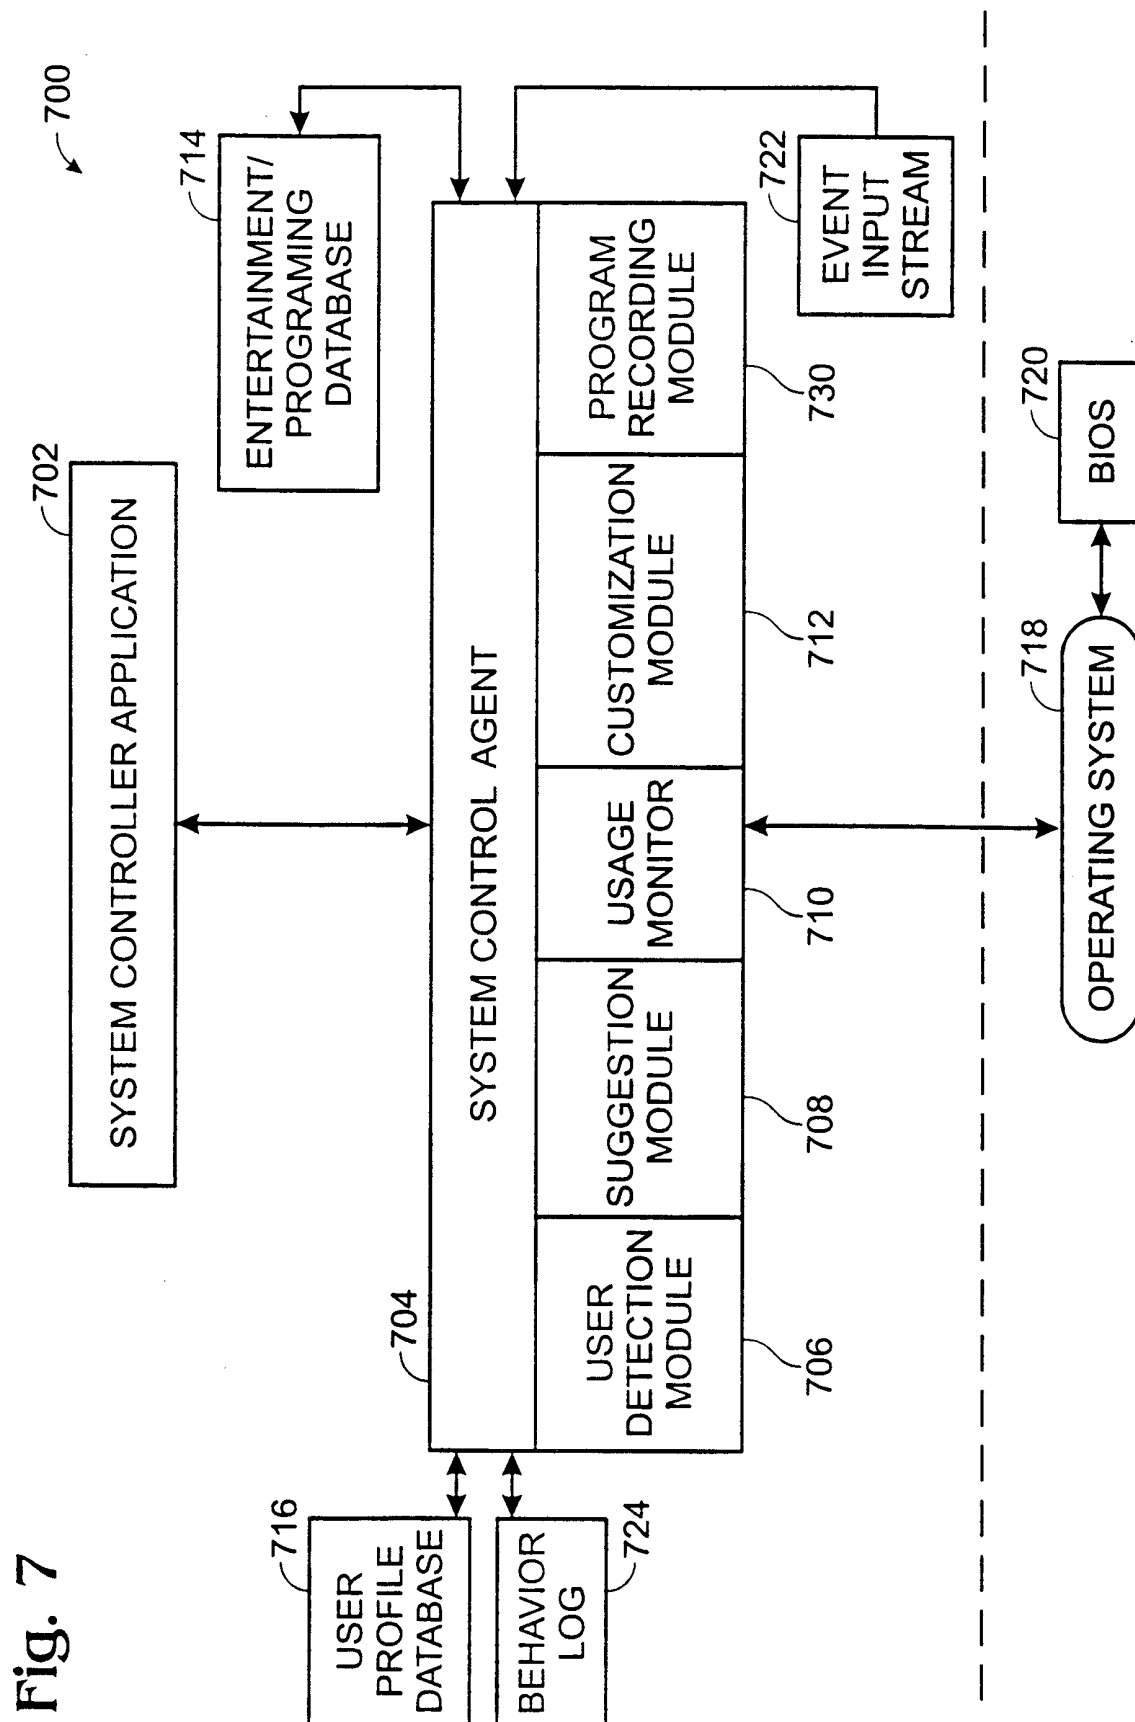 Fig. 7
700
702
SYSTEM CONTROLLER APPLICATION
714
ENTERTAINMENT/
PROGRAMING
DATABASE
716
USER
PROFILE
DATABASE
704
SYSTEM CONTROL AGENT
BEHAVIOR
LOG
724
USER
DETECTION
MODULE
706
SUGGESTION
MODULE
708
USAGE
MONITOR
710
CUSTOMIZATION
MODULE
712
PROGRAM
RECORDING
MODULE
730
722
EVENT
INPUT
STREAM
718
OPERATING SYSTEM
720
BIOS